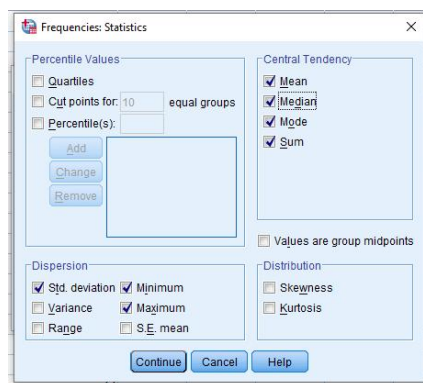 Frequencies: Statistics
Percentile Values
Quartiles
Cut points for: 10 equal groups
Percentile(s):
Add
Change
Remove
Central Tendency
Mean
Median
Mode
Sum
Values are group midpoints
Dispersion
Std. deviation Minimum
Variance Maximum
Range S.E. mean
Distribution
Skewness
Kurtosis
Continue Cancel Help